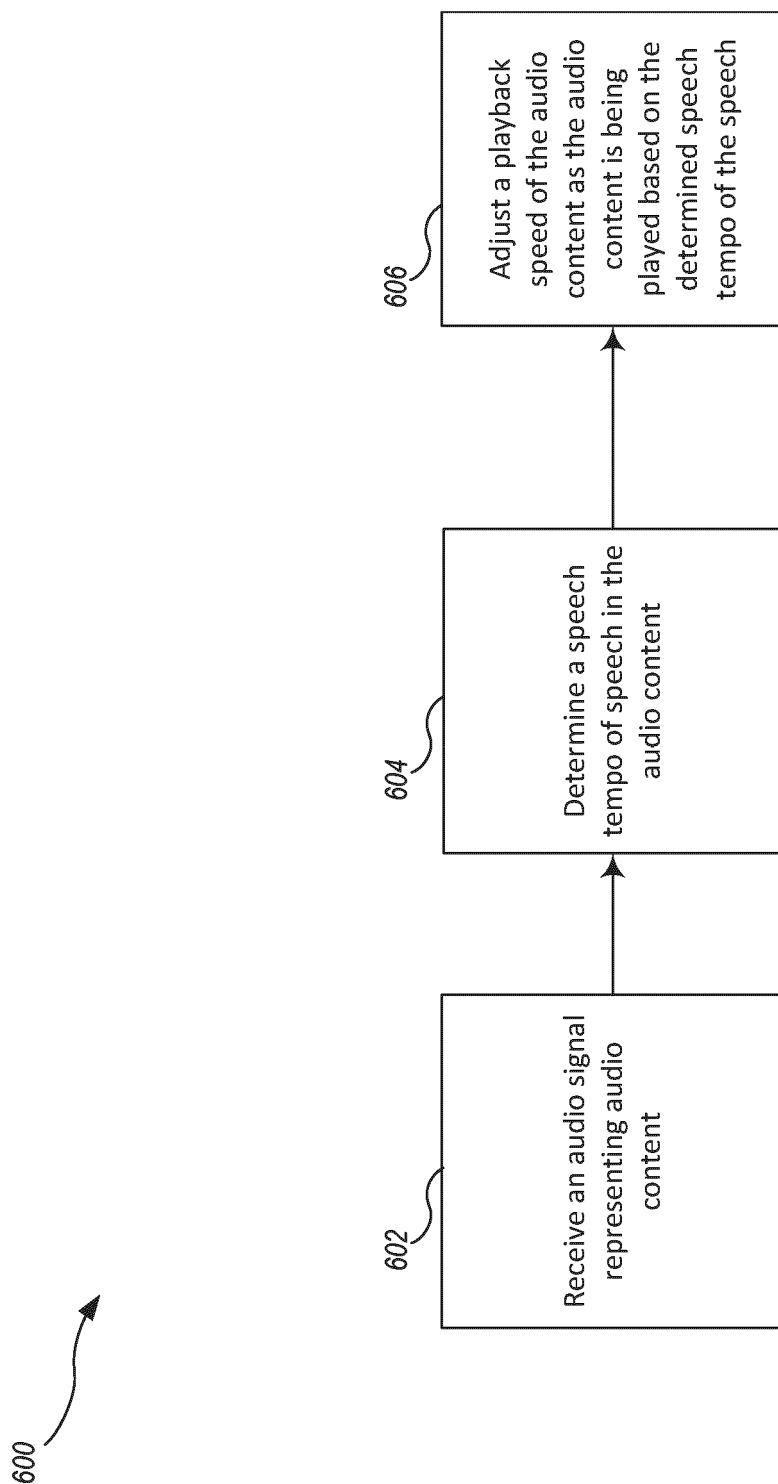 600
602
Receive an audio signal
representing audio
content
604
Determine a speech
tempo of speech in the
audio content
606
Adjust a playback
speed of the audio
content as the audio
content is being
played based on the
determined speech
tempo of the speech